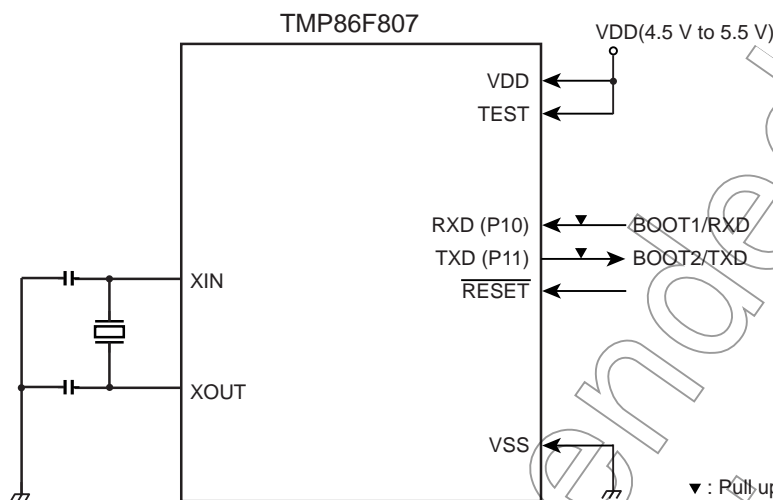 TMP86F807
VDD(4.5 V to 5.5 V)
VDD
TEST
RXD (P10)
BOOT1/RXD
TXD (P11)
BOOT2/TXD
RESET
XIN
XOUT
VSS
▼ : Pull up